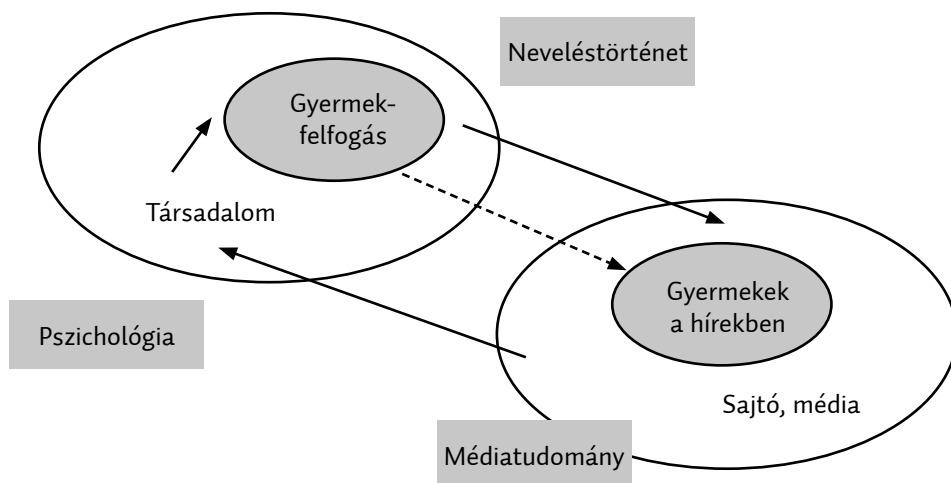 Neveléstörténet
Gyermek-
felfogás
Társadalom
Gyermekek
a hírekben
Pszichológia
Sajtó, média
Médiatudomány